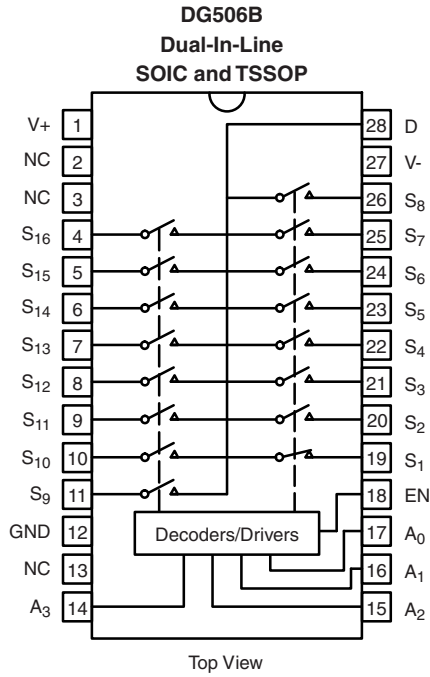 DG506B
Dual-In-Line
SOIC and TSSOP
V+ 1 28 D
NC 2 27 V-
NC 3 26 S8
S16 4 25 S7
S15 5 24 S6
S14 6 23 S5
S13 7 22 S4
S12 8 21 S3
S11 9 20 S2
S10 10 19 S1
S9 11 18 EN
GND 12 Decoders/Drivers 17 A0
NC 13 16 A1
A3 14 15 A2
Top View